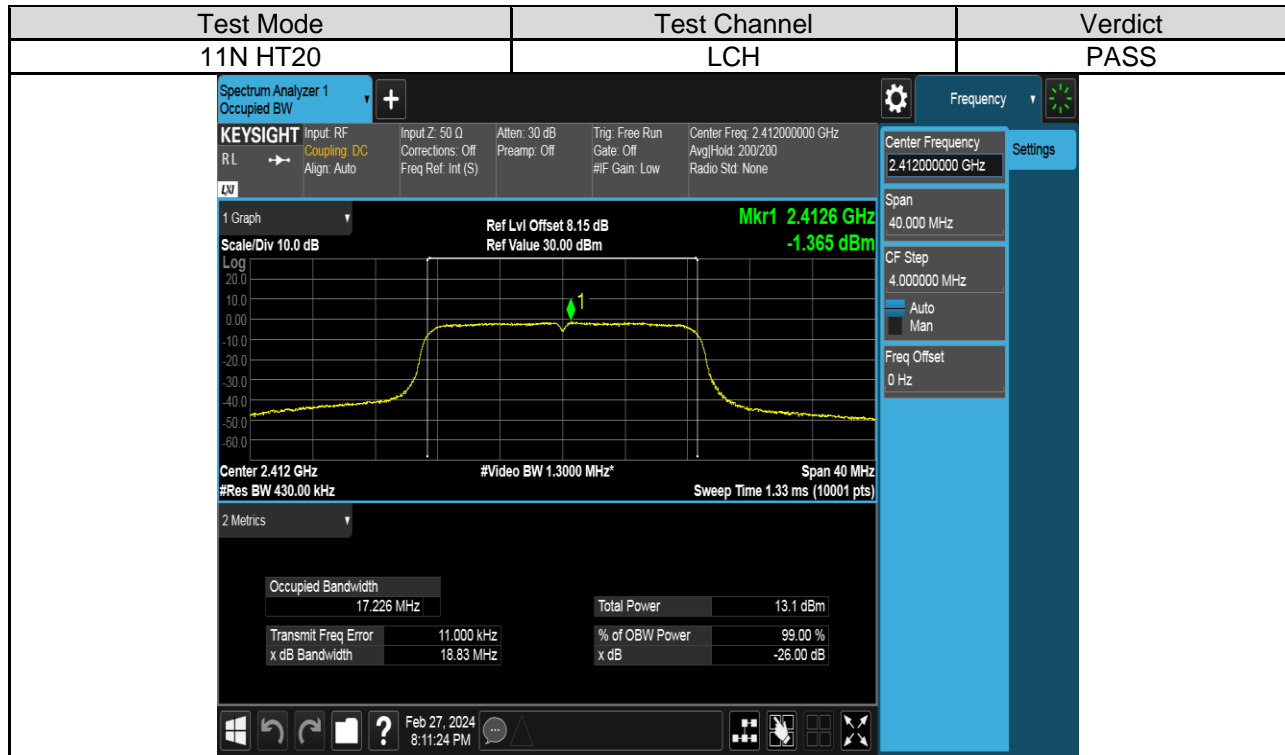 Test Mode Test Channel Verdict
11N HT20 LCH PASS
Spectrum Analyzer 1
Occupied BW
+
Frequency
KEYSIGHT Input: RF Input Z: 50 Ω Atten: 30 dB Trig: Free Run Center Freq: 2.412000000 GHz
RL Coupling: DC Corrections: Off Preamp: Off Gate: Off Avg|Hold: 200/200
Align: Auto Freq Ref: Int (S) #IF Gain: Low Radio Std: None
LXI
Center Frequency
2.412000000 GHz
Settings
Span
40.000 MHz
CF Step
4.000000 MHz
Auto
Man
Freq Offset
0 Hz
1 Graph
Ref Lvl Offset 8.15 dB
Mkr1 2.4126 GHz
Scale/Div 10.0 dB Ref Value 30.00 dBm -1.365 dBm
Log
20.0
10.0
1
0.00
-10.0
-20.0
-30.0
-40.0
-50.0
-60.0
Center 2.412 GHz #Video BW 1.3000 MHz* Span 40 MHz
#Res BW 430.00 kHz Sweep Time 1.33 ms (10001 pts)
2 Metrics
Occupied Bandwidth
17.226 MHz Total Power 13.1 dBm
Transmit Freq Error 11.000 kHz % of OBW Power 99.00 %
x dB Bandwidth 18.83 MHz x dB -26.00 dB
?
Feb 27, 2024
8:11:24 PM